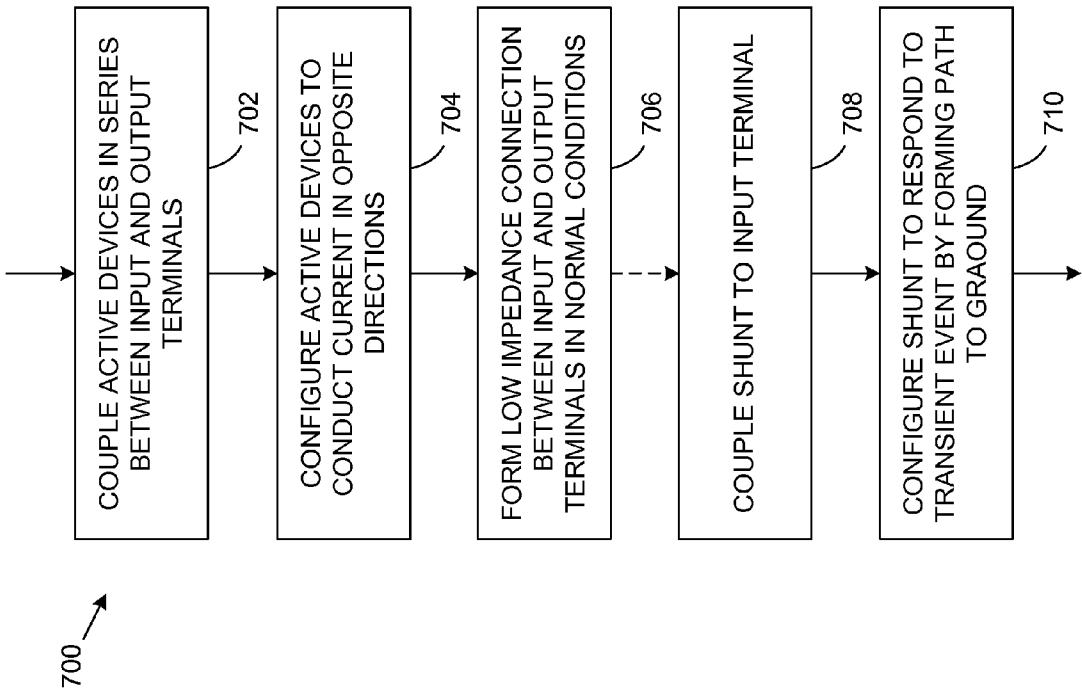 700
COUPLE ACTIVE DEVICES IN SERIES
BETWEEN INPUT AND OUTPUT
TERMINALS
702
CONFIGURE ACTIVE DEVICES TO
CONDUCT CURRENT IN OPPOSITE
DIRECTIONS
704
FORM LOW IMPEDANCE CONNECTION
BETWEEN INPUT AND OUTPUT
TERMINALS IN NORMAL CONDITIONS
706
COUPLE SHUNT TO INPUT TERMINAL
708
CONFIGURE SHUNT TO RESPOND TO
TRANSIENT EVENT BY FORMING PATH
TO GRAOUND
710